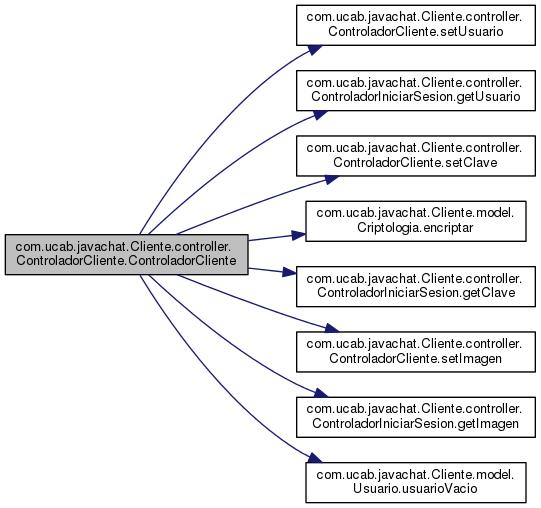 com.ucab.javachat.Cliente.controller.
ControladorCliente.ControladorCliente
com.ucab.javachat.Cliente.controller.
ControladorCliente.setUsuario
com.ucab.javachat.Cliente.controller.
ControladorIniciarSesion.getUsuario
com.ucab.javachat.Cliente.controller.
ControladorCliente.setClave
com.ucab.javachat.Cliente.model.
Criptologia.encriptar
com.ucab.javachat.Cliente.controller.
ControladorIniciarSesion.getClave
com.ucab.javachat.Cliente.controller.
ControladorCliente.setImagen
com.ucab.javachat.Cliente.controller.
ControladorIniciarSesion.getImagen
com.ucab.javachat.Cliente.model.
Usuario.usuarioVacio